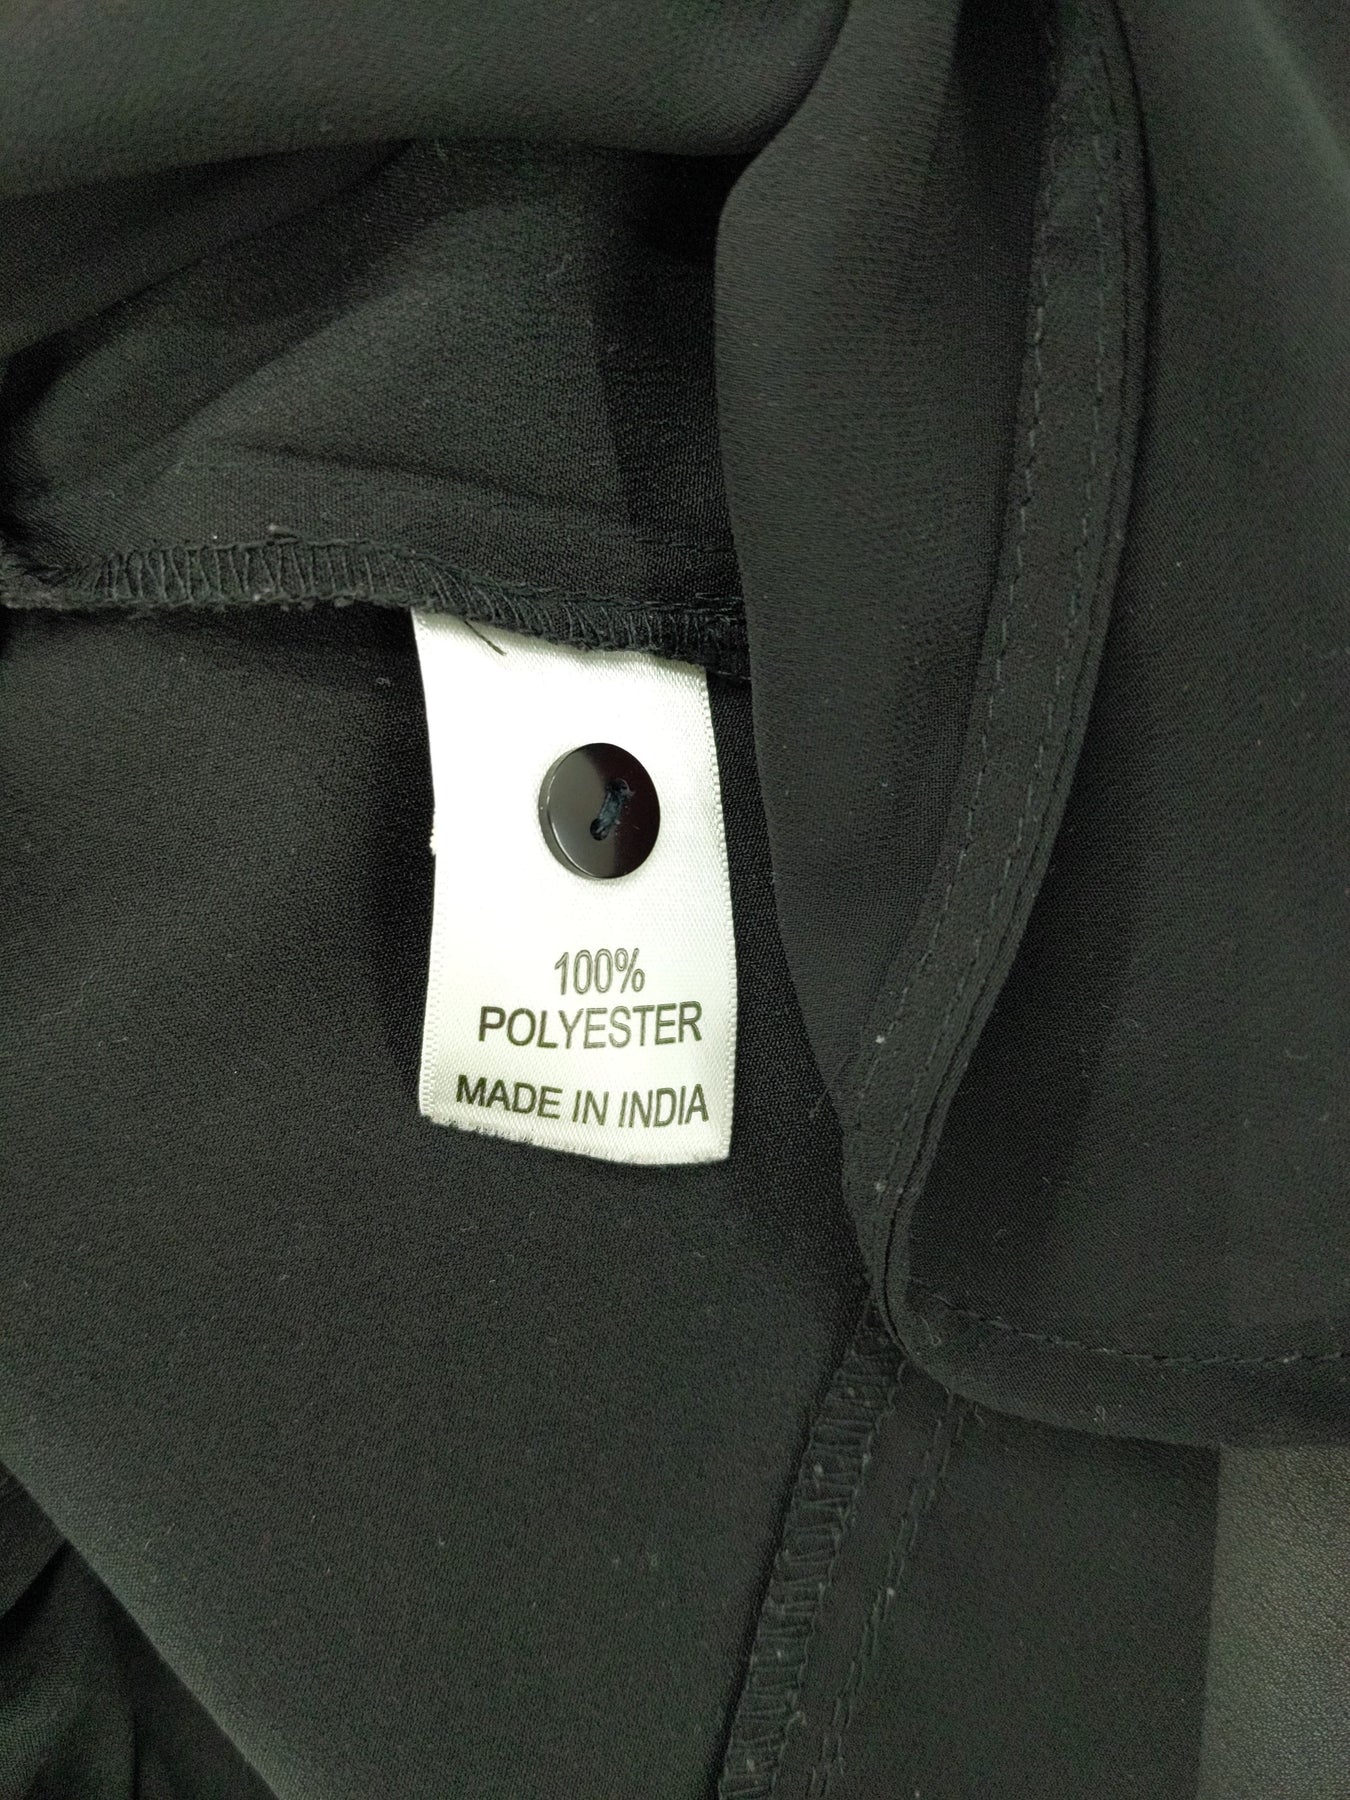 100%
POLYESTER
MADE IN INDIA